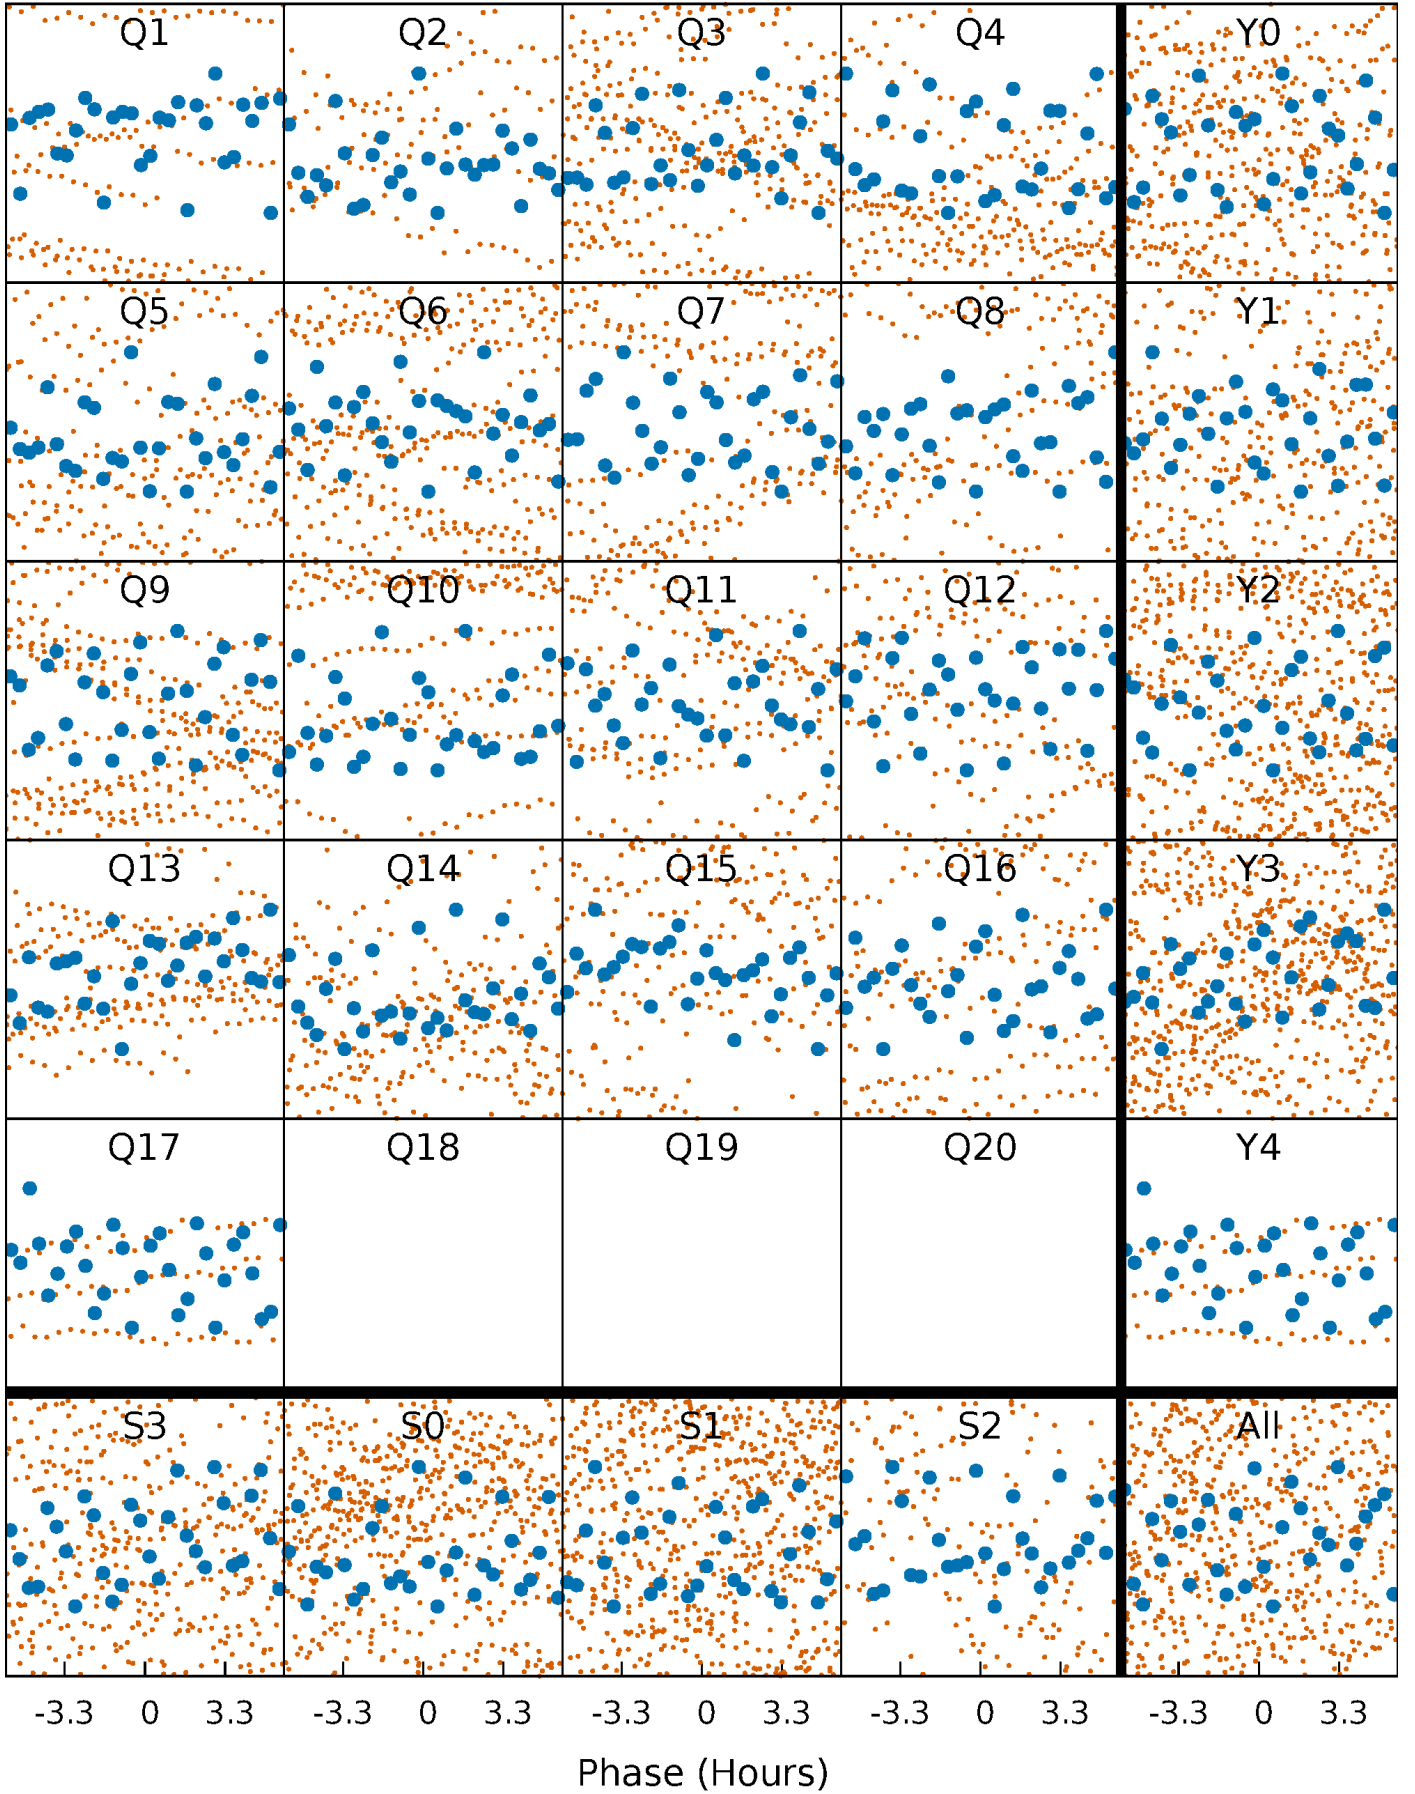 Q1 Q2 Q3 Q4 Y0
Q5 Q6 Q7 Q8 Y1
Q9 Q10 Q11 Q12 Y2
Q13 Q14 Q15 Q16 Y3
Q17 Q18 Q19 Q20 Y4
S3 S0 S1 S2 All
-3.3 0 3.3 -3.3 0 3.3 -3.3 0 3.3 -3.3 0 3.3 -3.3 0 3.3
Phase (Hours)